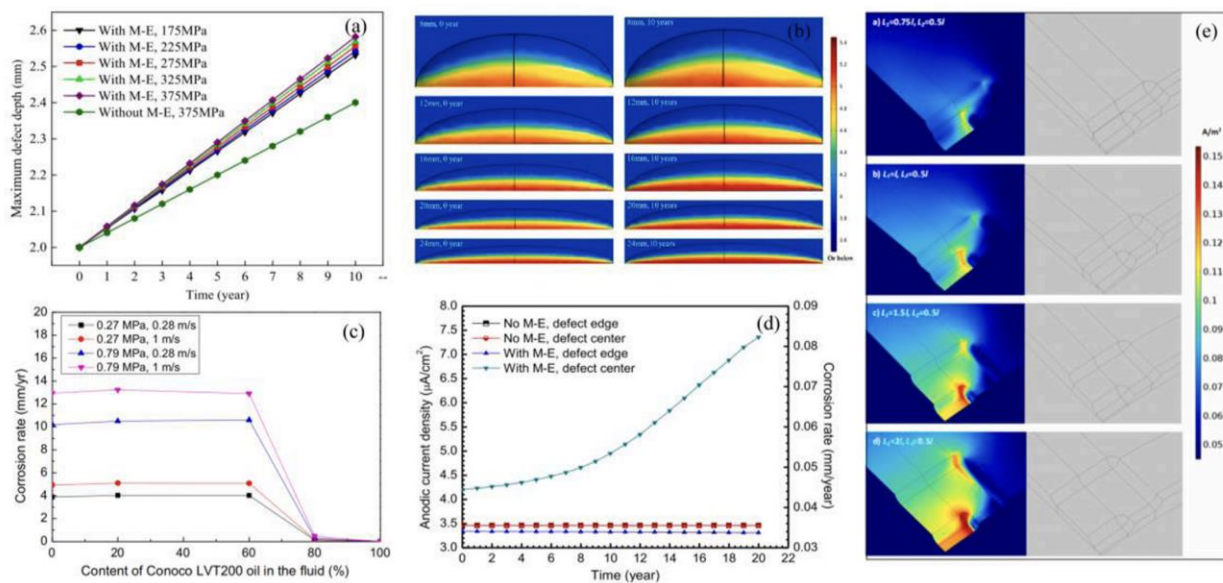 (a)
With M-E, 175MPa
With M-E, 225MPa
With M-E, 275MPa
With M-E, 325MPa
With M-E, 375MPa
Without M-E, 375MPa
Maximum defect depth (mm)
2.6
2.5
2.4
2.3
2.2
2.1
2.0
0 1 2 3 4 5 6 7 8 9 10 --
Time (year)
(b)
8mm, 0 year
8mm, 10 years
12mm, 0 year
12mm, 10 years
16mm, 0 year
16mm, 10 years
20mm, 0 year
20mm, 10 years
24mm, 0 year
24mm, 10 years
Or below
(c)
0.27 MPa, 0.28 m/s
0.27 MPa, 1 m/s
0.79 MPa, 0.28 m/s
0.79 MPa, 1 m/s
Corrosion rate (mm/yr)
20
18
16
14
12
10
8
6
4
2
0
0 20 40 60 80 100
Content of Conoco LVT200 oil in the fluid (%)
(d)
No M-E, defect edge
No M-E, defect center
With M-E, defect edge
With M-E, defect center
Anodic current density (μA/cm²)
8.0
7.5
7.0
6.5
6.0
5.5
5.0
4.5
4.0
3.5
3.0
0 2 4 6 8 10 12 14 16 18 20 22
Time (year)
Corrosion rate (mm/year)
0.09
0.08
0.07
0.06
0.05
0.04
0.03
(e)
a)
b)
c)
d)
0.15
0.14
0.13
0.12
0.11
0.1
0.09
0.08
0.07
0.06
0.05